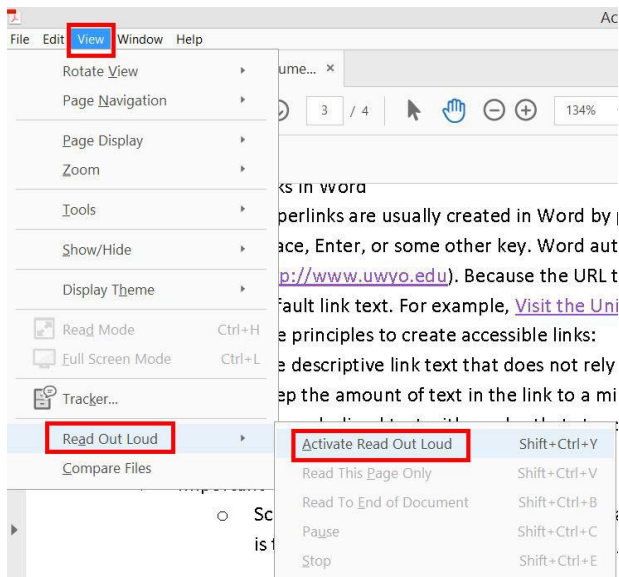 Ac
File Edit View Window Help
Rotate View
Page Navigation
Page Display
Zoom
Tools
Show/Hide
Display Theme
Read Mode Ctrl+H
Full Screen Mode Ctrl+L
Tracker...
Read Out Loud
Compare Files
ume... ×
3 / 4 134%
ks in Word
perlinks are usually created in Word by
ace, Enter, or some other key. Word aut
p://www.uwyo.edu). Because the URL t
fault link text. For example, Visit the Uni
e principles to create accessible links:
e descriptive link text that does not rely
ep the amount of text in the link to a mi
Activate Read Out Loud Shift+Ctrl+Y
Read This Page Only Shift+Ctrl+V
Read To End of Document Shift+Ctrl+B
Pause Shift+Ctrl+C
Stop Shift+Ctrl+E
o Sc
is